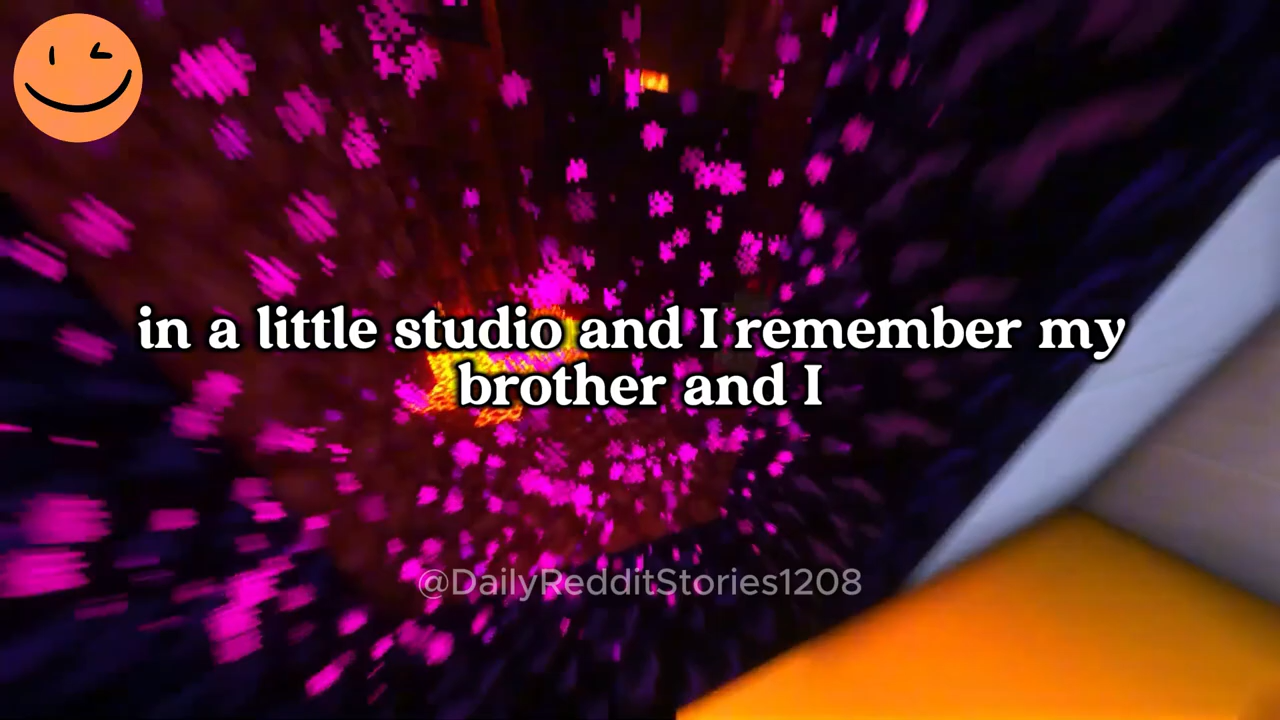 in a little studio and I remember my
brother and I
@DailyRedditStories1208